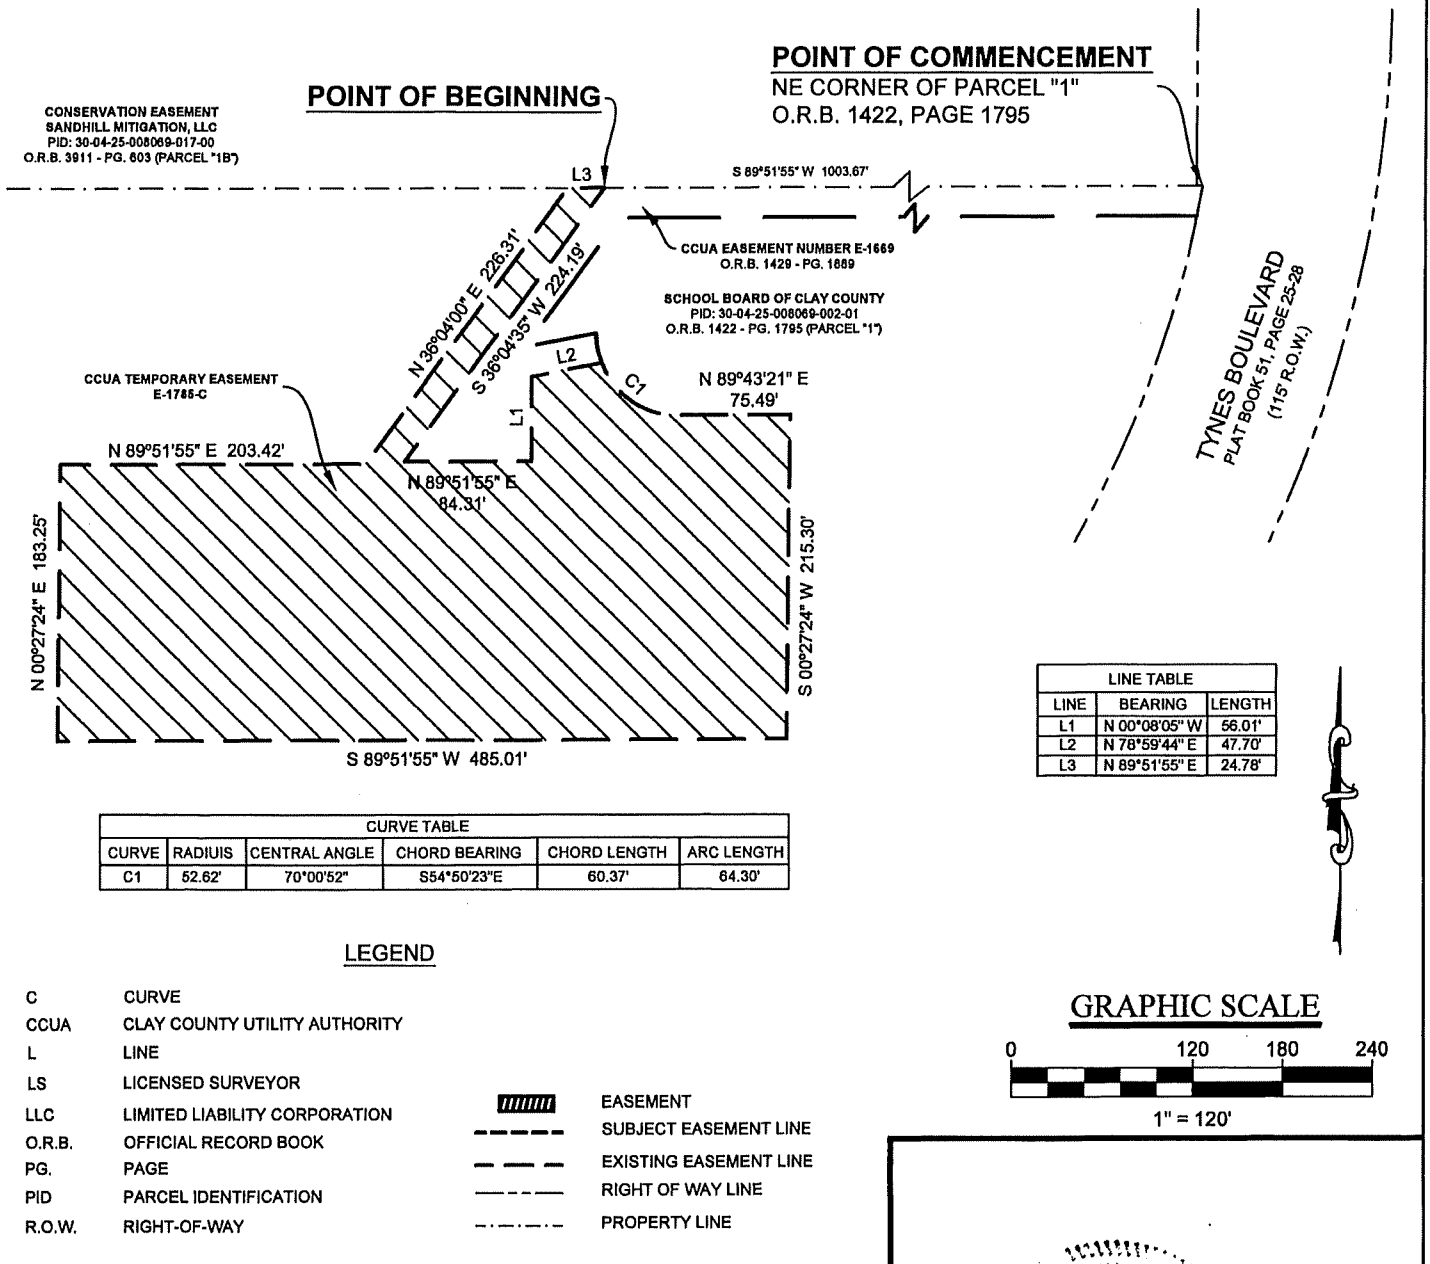 POINT OF COMMENCEMENT
NE CORNER OF PARCEL "1"
O.R.B. 1422, PAGE 1795
POINT OF BEGINNING
CONSERVATION EASEMENT
SANDHILL MITIGATION, LLC
PID: 30-04-25-008069-017-00
O.R.B. 3911 - PG. 603 (PARCEL "1B")
L3
S 89°51'55" W 1003.67'
CCUA EASEMENT NUMBER E-1669
O.R.B. 1429 - PG. 1889
SCHOOL BOARD OF CLAY COUNTY
PID: 30-04-25-008069-002-01
O.R.B. 1422 - PG. 1795 (PARCEL "1")
TYNES BOULEVARD
PLAT BOOK 51, PAGE 25-28
(115' R.O.W.)
N 36°04'00" E 226.31'
S 36°04'35" W 224.19'
L2
C1
L1
N 89°43'21" E
75.49'
CCUA TEMPORARY EASEMENT
E-1785-C
N 89°51'55" E 203.42'
N 89°51'55" E
84.31'
N 00°27'24" E 183.25'
S 00°27'24" W 215.30'
S 89°51'55" W 485.01'
LINE TABLE
LINE BEARING LENGTH
L1 N 00°08'05" W 56.01'
L2 N 78°59'44" E 47.70'
L3 N 89°51'55" E 24.78'
CURVE TABLE
CURVE RADIUIS CENTRAL ANGLE CHORD BEARING CHORD LENGTH ARC LENGTH
C1 52.62' 70°00'52" S54°50'23"E 60.37' 64.30'
LEGEND
C CURVE
CCUA CLAY COUNTY UTILITY AUTHORITY
L LINE
LS LICENSED SURVEYOR
LLC LIMITED LIABILITY CORPORATION
O.R.B. OFFICIAL RECORD BOOK
PG. PAGE
PID PARCEL IDENTIFICATION
R.O.W. RIGHT-OF-WAY
EASEMENT
SUBJECT EASEMENT LINE
EXISTING EASEMENT LINE
RIGHT OF WAY LINE
PROPERTY LINE
GRAPHIC SCALE
0 120 180 240
1" = 120'